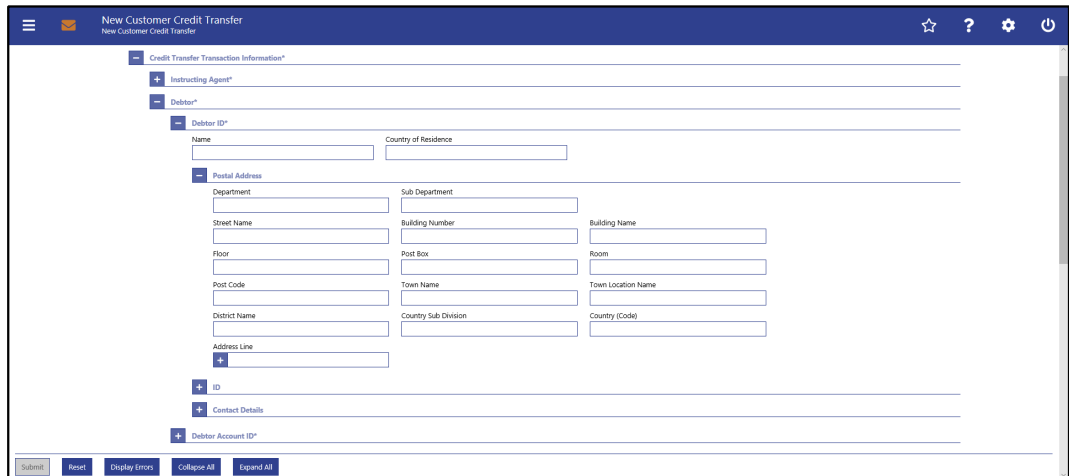 New Customer Credit Transfer
New Customer Credit Transfer
Credit Transfer Transaction Information*
Instructing Agent*
Debtor*
Debtor ID*
Name Country of Residence
Postal Address
Department Sub Department
Street Name Building Number Building Name
Floor Post Box Room
Post Code Town Name Town Location Name
District Name Country Sub Division Country (Code)
Address Line
ID
Contact Details
Debtor Account ID*
Submit Reset Display Errors Collapse All Expand All